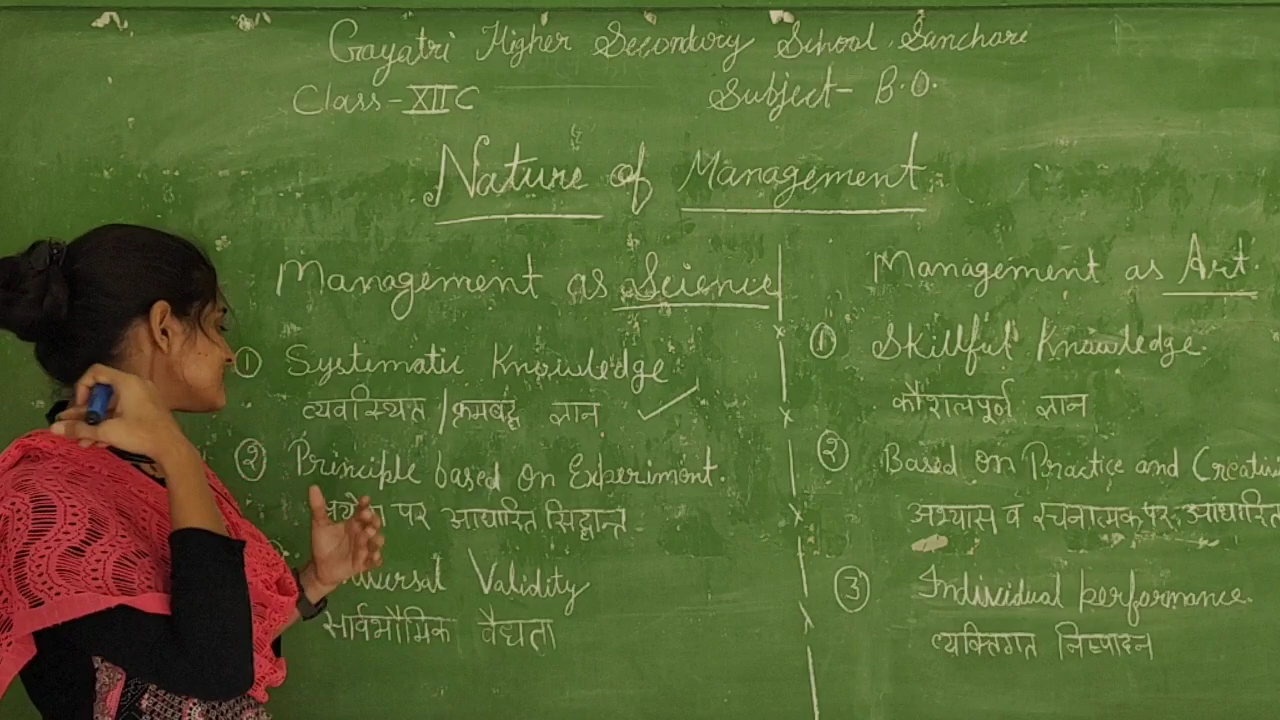 Gayatri Higher Secondary School, Sanchore
Class-XII C
Subject- B.O.
Nature of Management
Management as Science
① Systematic Knowledge
व्यवस्थित / क्रमबद्ध ज्ञान
② Principle based on Experiment.
पर आधारित सिद्धान्त
Validity
सार्वभौमिक वैद्यता
Management as Art.
① Skillful Knowledge.
कौशलपूर्ण ज्ञान
② Based on Practice and
अभ्यास व रचनात्मक पर आधारित
③ Individual performance.
व्यक्तिगत निष्पादन